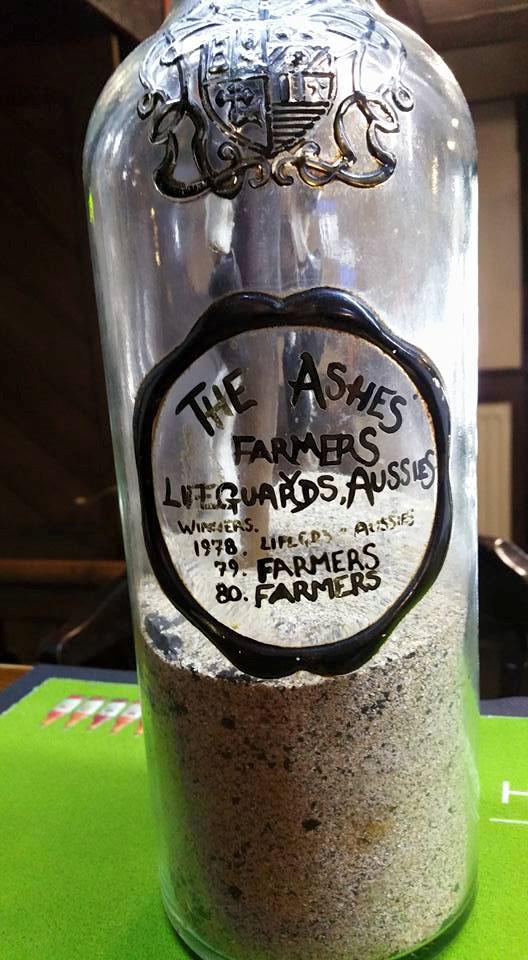 THE ASHES
FARMERS
V
LIFEGUARDS, AUSSIES
WINNERS.
1978. LIFEGDS - AUSSIES
79. FARMERS
80. FARMERS